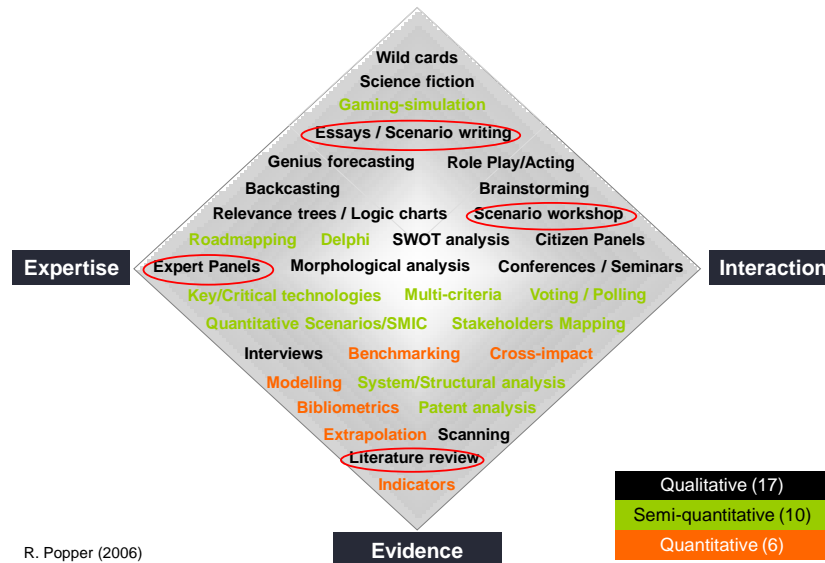 Wild cards
Science fiction
Gaming-simulation
Essays / Scenario writing
Genius forecasting Role Play/Acting
Backcasting Brainstorming
Relevance trees / Logic charts Scenario workshop
Roadmapping Delphi SWOT analysis Citizen Panels
Expertise Expert Panels Morphological analysis Conferences / Seminars Interaction
Key/Critical technologies Multi-criteria Voting / Polling
Quantitative Scenarios/SMIC Stakeholders Mapping
Interviews Benchmarking Cross-impact
Modelling System/Structural analysis
Bibliometrics Patent analysis
Extrapolation Scanning
Literature review
Indicators
Qualitative (17)
Semi-quantitative (10)
Quantitative (6)
R. Popper (2006)
Evidence